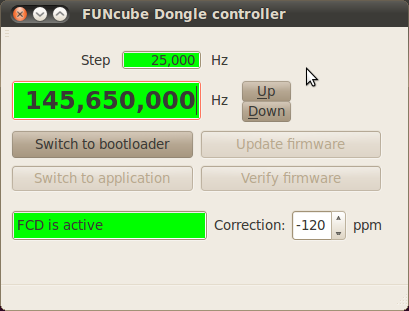 FUNcube Dongle controller
Step 25,000 Hz
145,650,000 Hz Up
Down
Switch to bootloader Update firmware
Switch to application Verify firmware
FCD is active Correction: -120 ppm